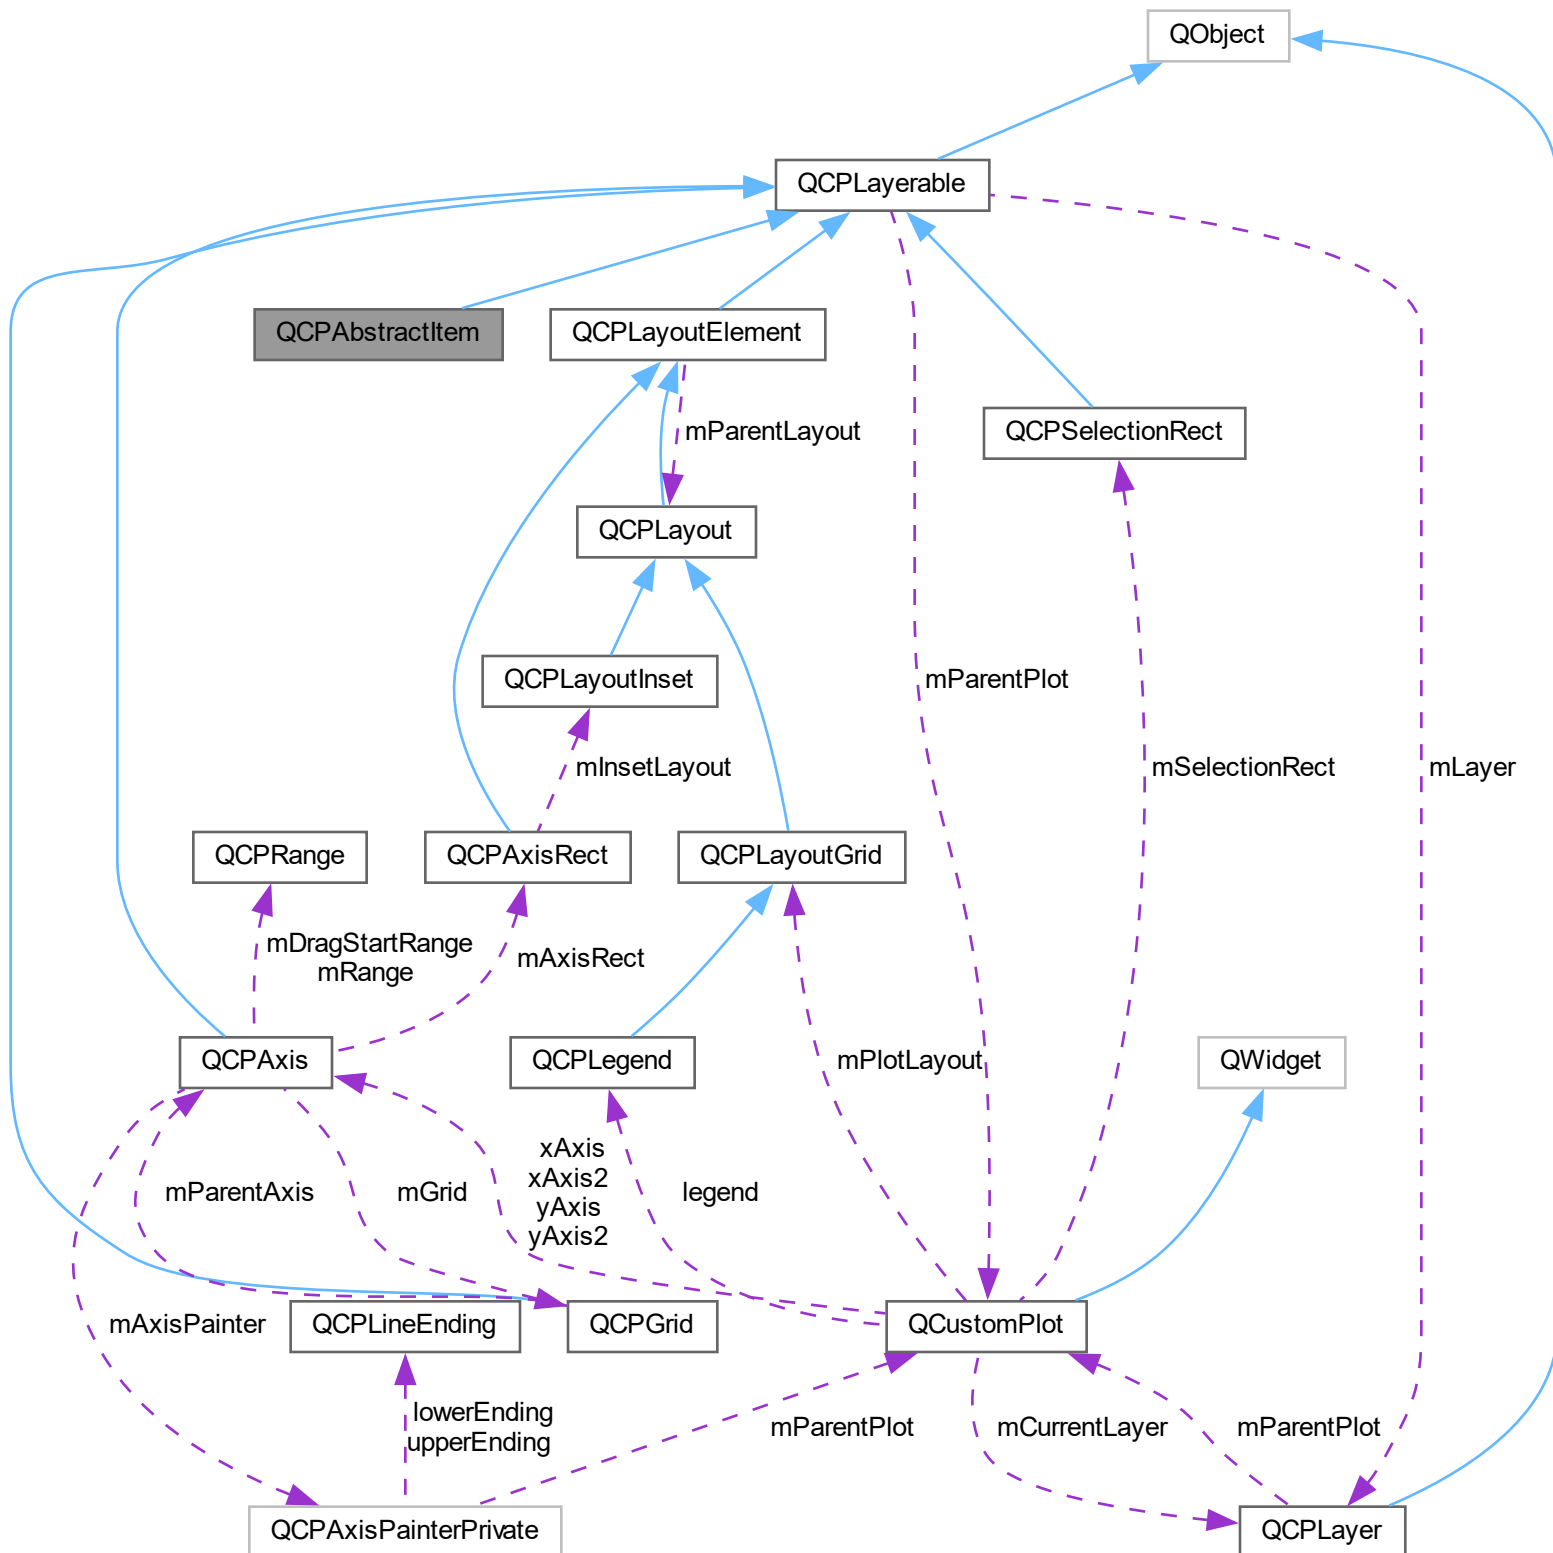 QObject
QCPLayerable
QCPAbstractItem
QCPLayoutElement
QCPSelectionRect
mParentLayout
QCPLayout
QCPLayoutInset
mParentPlot
mInsetLayout
mSelectionRect
mLayer
QCPRange
QCPAxisRect
QCPLayoutGrid
mDragStartRange
mRange
mAxisRect
QCPAxis
QCPLegend
mPlotLayout
QWidget
mParentAxis
mGrid
xAxis
xAxis2
yAxis
yAxis2
legend
mAxisPainter
QCPLineEnding
QCPGrid
QCustomPlot
lowerEnding
upperEnding
mParentPlot
mCurrentLayer
mParentPlot
QCPAxisPainterPrivate
QCPLayer